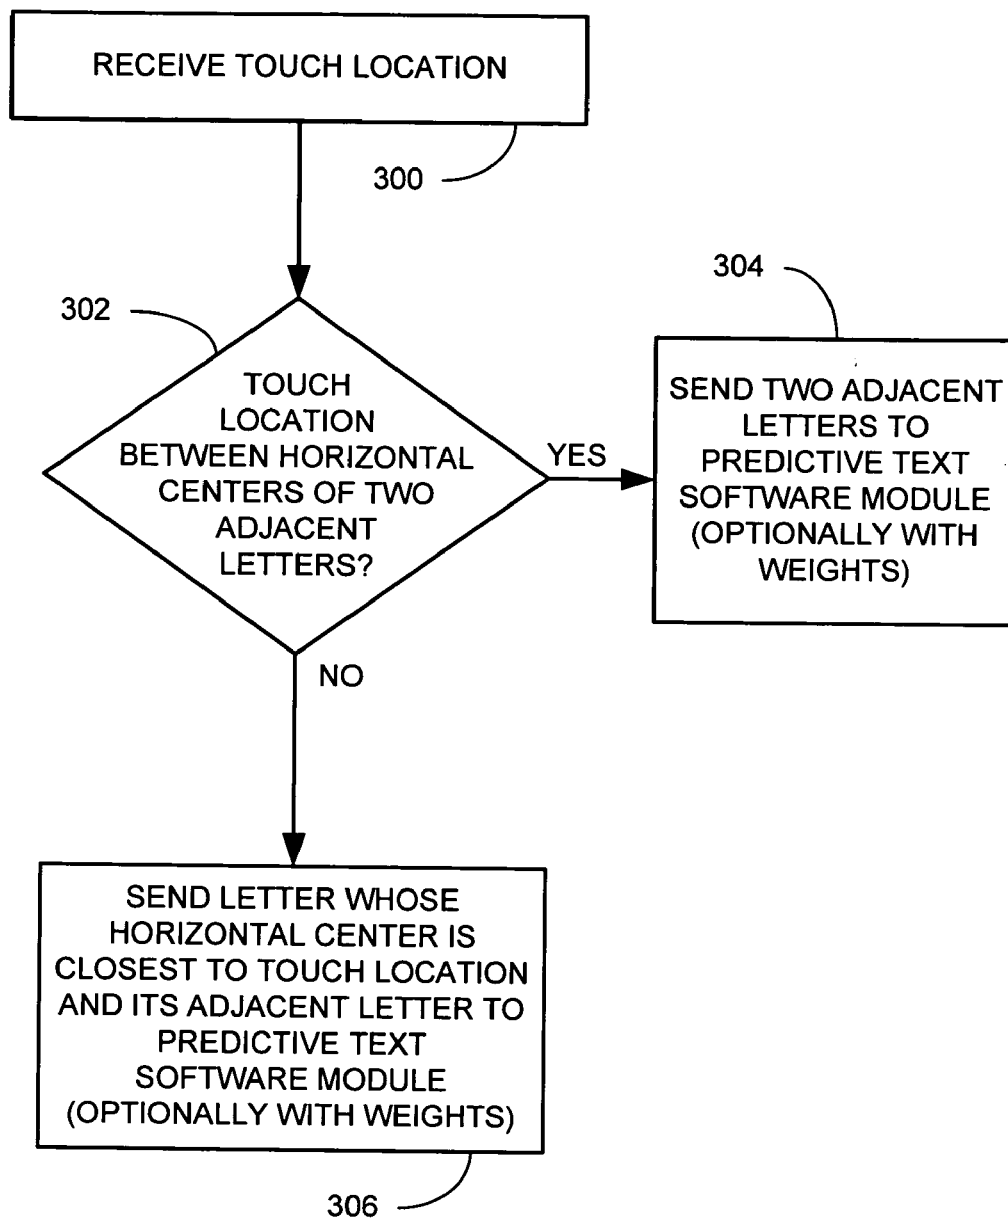 RECEIVE TOUCH LOCATION
300
302
TOUCH
LOCATION
BETWEEN HORIZONTAL
CENTERS OF TWO
ADJACENT
LETTERS?
YES
304
SEND TWO ADJACENT
LETTERS TO
PREDICTIVE TEXT
SOFTWARE MODULE
(OPTIONALLY WITH
WEIGHTS)
NO
SEND LETTER WHOSE
HORIZONTAL CENTER IS
CLOSEST TO TOUCH LOCATION
AND ITS ADJACENT LETTER TO
PREDICTIVE TEXT
SOFTWARE MODULE
(OPTIONALLY WITH WEIGHTS)
306